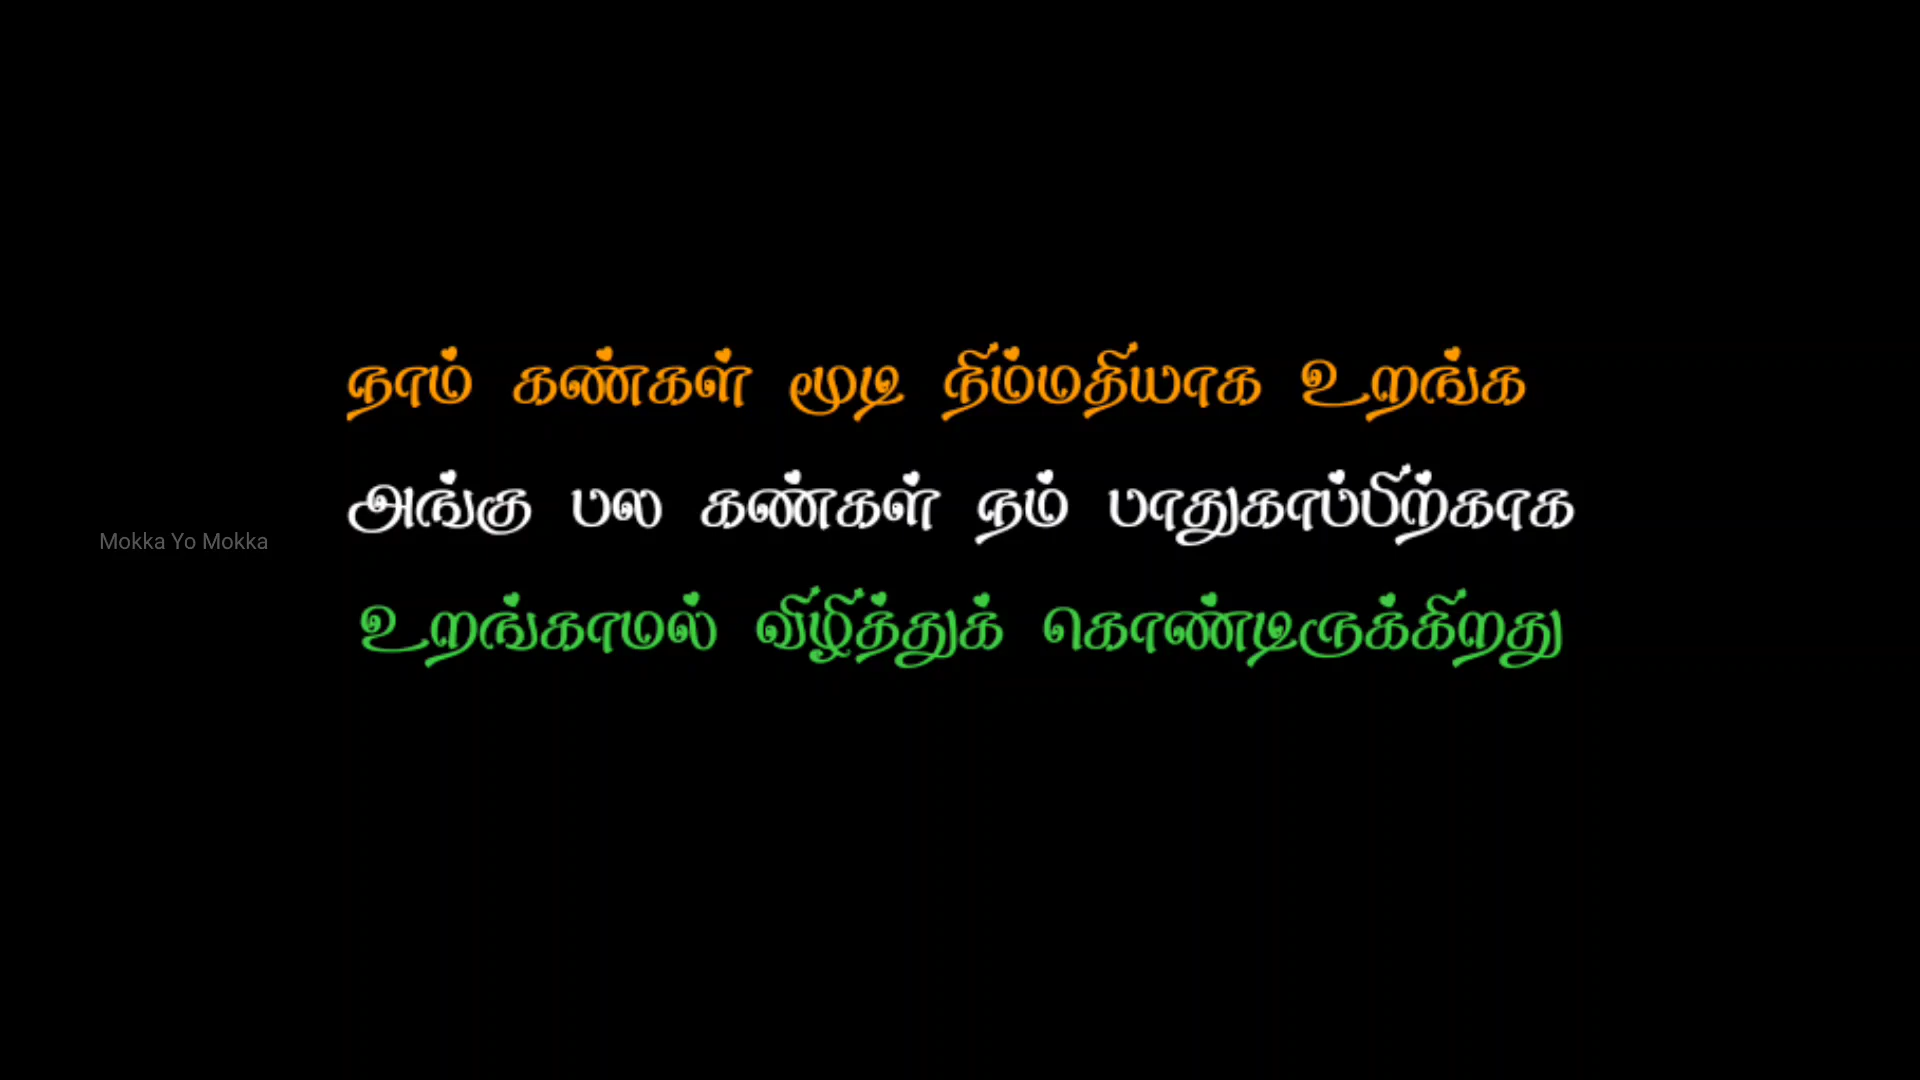 நாம் கண்கள் மூடி நிம்மதியாக உறங்க
அங்கு பல கண்கள் நம் பாதுகாப்பிற்காக
Mokka Yo Mokka
உறங்காமல் விழித்துக் கொண்டிருக்கிறது